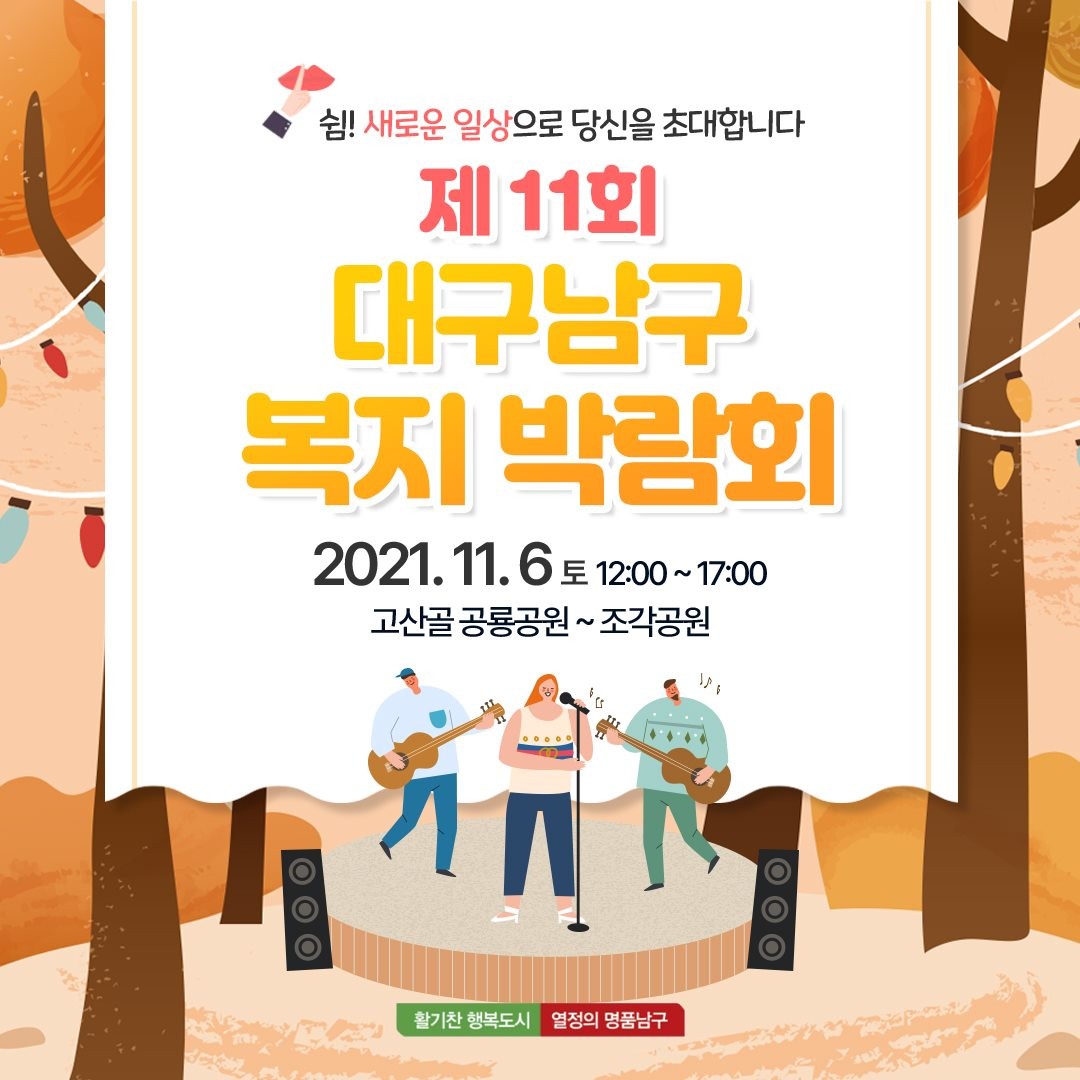 쉼! 새로운 일상으로 당신을 초대합니다
제 11회
대구남구
복지 박람회
2021. 11. 6 토 12:00 ~ 17:00
고산골 공룡공원 ~ 조각공원
활기찬 행복도시 열정의 명품남구